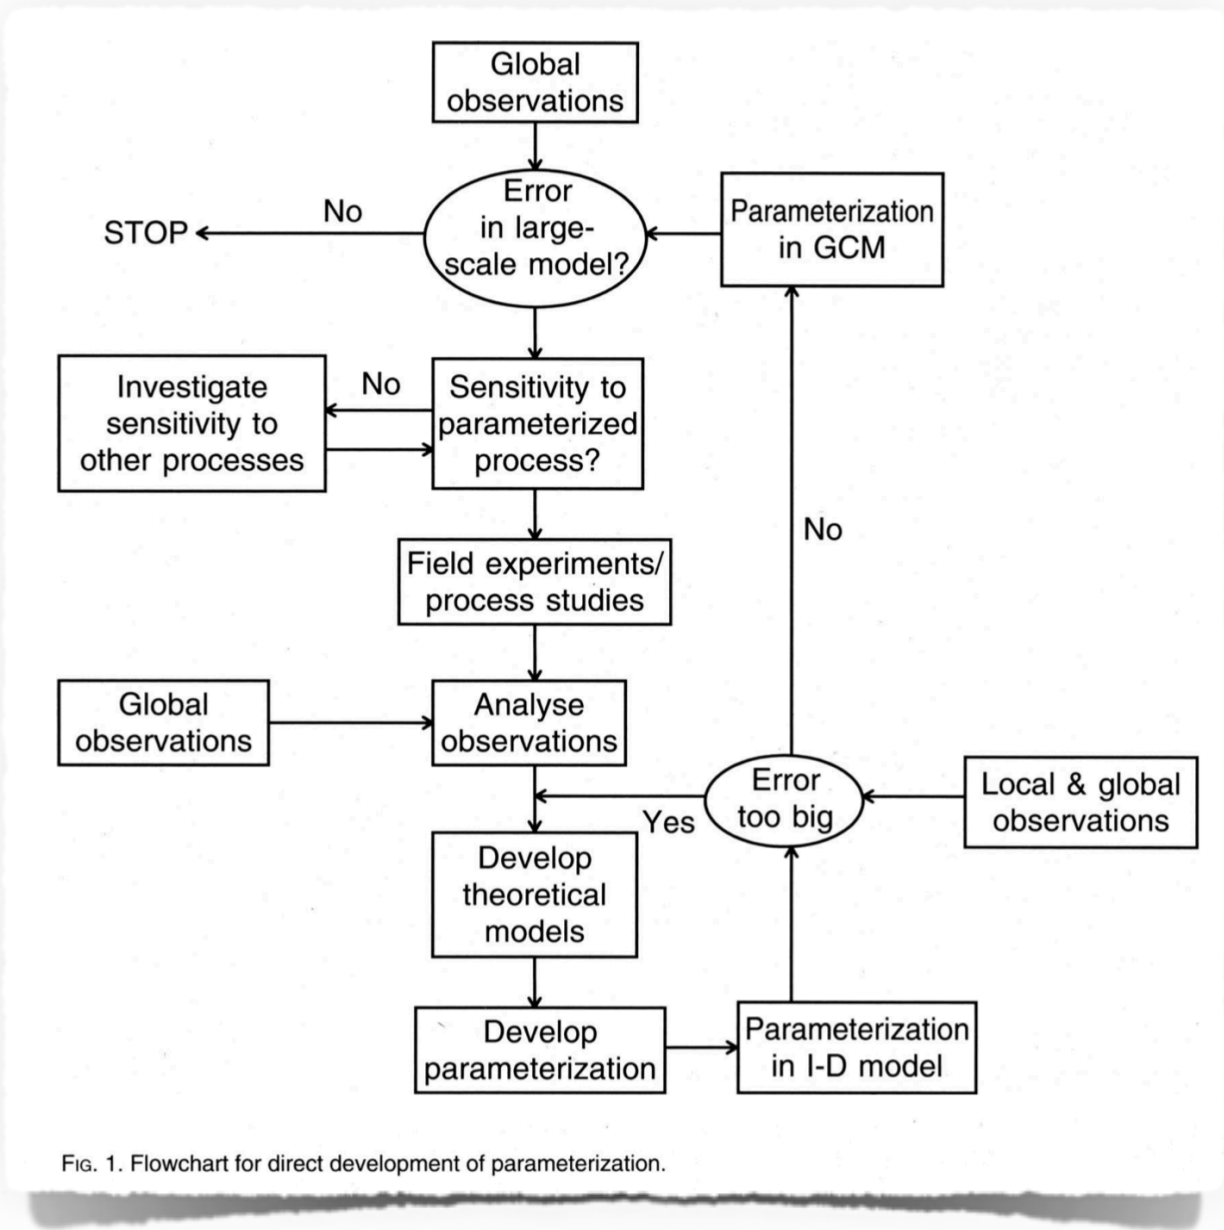 Global
observations
Error
in large-
scale model?
No
STOP
Parameterization
in GCM
Investigate
sensitivity to
other processes
No
Sensitivity to
parameterized
process?
No
Field experiments/
process studies
Global
observations
Analyse
observations
Yes
Error
too big
Local & global
observations
Develop
theoretical
models
Develop
parameterization
Parameterization
in I-D model
FIG. 1. Flowchart for direct development of parameterization.